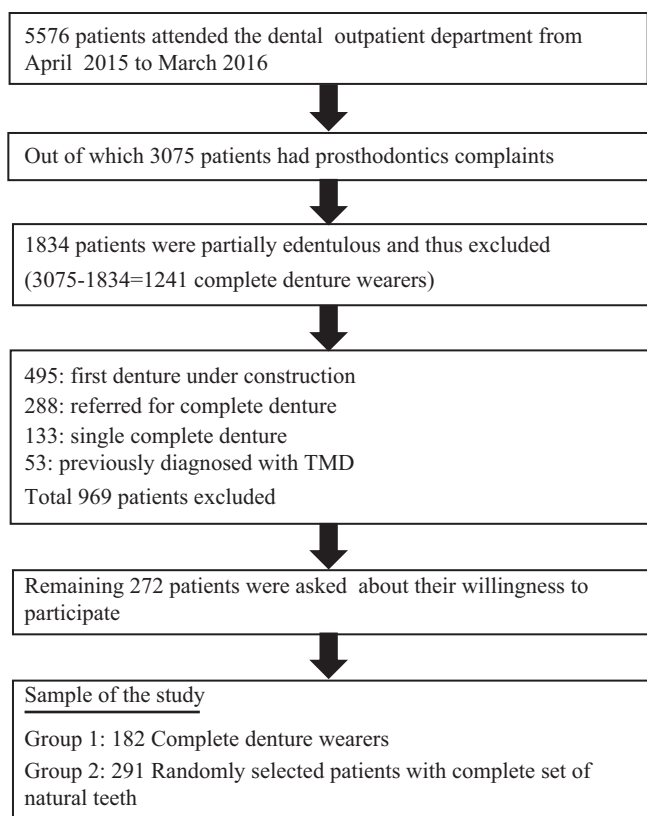 5576 patients attended the dental outpatient department from
April 2015 to March 2016
Out of which 3075 patients had prosthodontics complaints
1834 patients were partially edentulous and thus excluded
(3075-1834=1241 complete denture wearers)
495: first denture under construction
288: referred for complete denture
133: single complete denture
53: previously diagnosed with TMD
Total 969 patients excluded
Remaining 272 patients were asked about their willingness to
participate
Sample of the study
Group 1: 182 Complete denture wearers
Group 2: 291 Randomly selected patients with complete set of
natural teeth